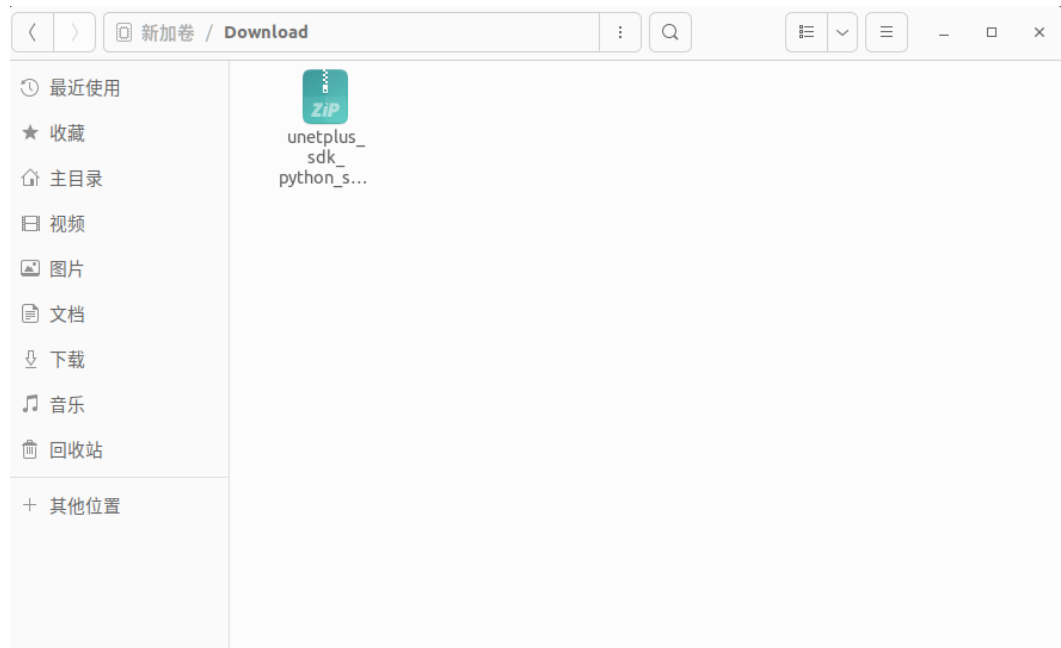 新加卷 / Download
最近使用
收藏
主目录
视频
图片
文档
下载
音乐
回收站
其他位置
ZIP
unetplus_
sdk_
python_s...